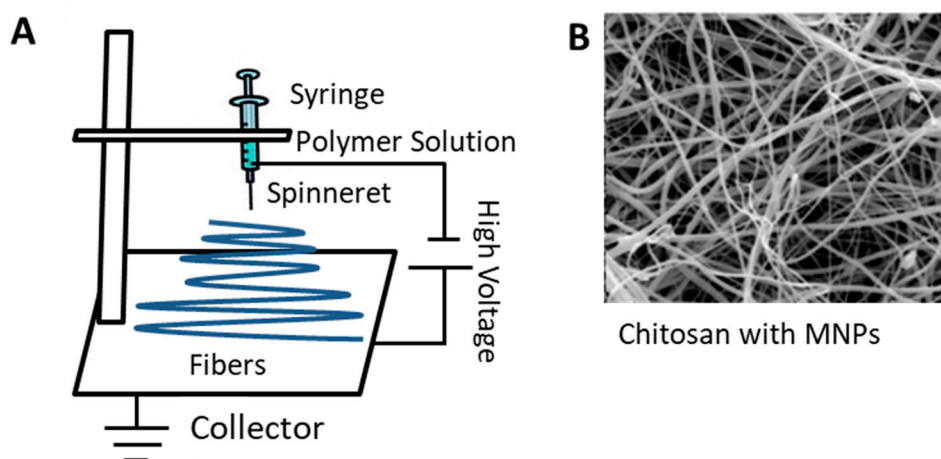 A
Syringe
Polymer Solution
Spinneret
High Voltage
Fibers
Collector
B
Chitosan with MNPs